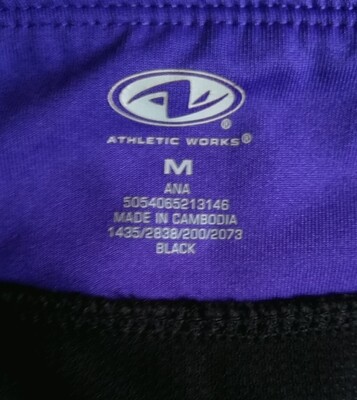 ®
ATHLETIC WORKS®
M
ANA
5054065213146
MADE IN CAMBODIA
1435/2838/200/2073
BLACK